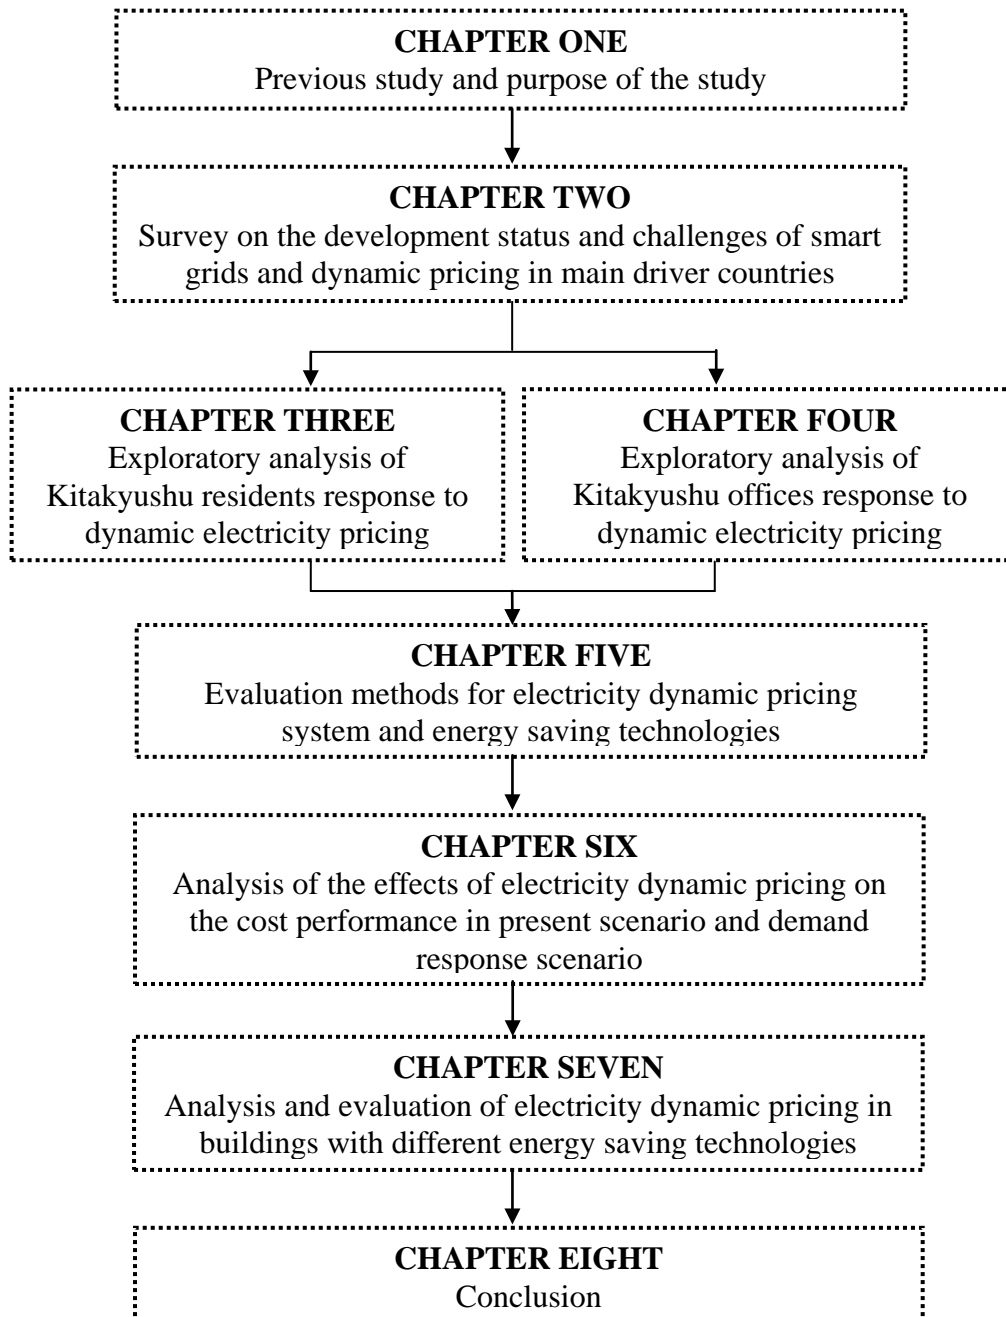 CHAPTER ONE
Previous study and purpose of the study
CHAPTER TWO
Survey on the development status and challenges of smart
grids and dynamic pricing in main driver countries
CHAPTER THREE
Exploratory analysis of
Kitakyushu residents response to
dynamic electricity pricing
CHAPTER FOUR
Exploratory analysis of
Kitakyushu offices response to
dynamic electricity pricing
CHAPTER FIVE
Evaluation methods for electricity dynamic pricing
system and energy saving technologies
CHAPTER SIX
Analysis of the effects of electricity dynamic pricing on
the cost performance in present scenario and demand
response scenario
CHAPTER SEVEN
Analysis and evaluation of electricity dynamic pricing in
buildings with different energy saving technologies
CHAPTER EIGHT
Conclusion